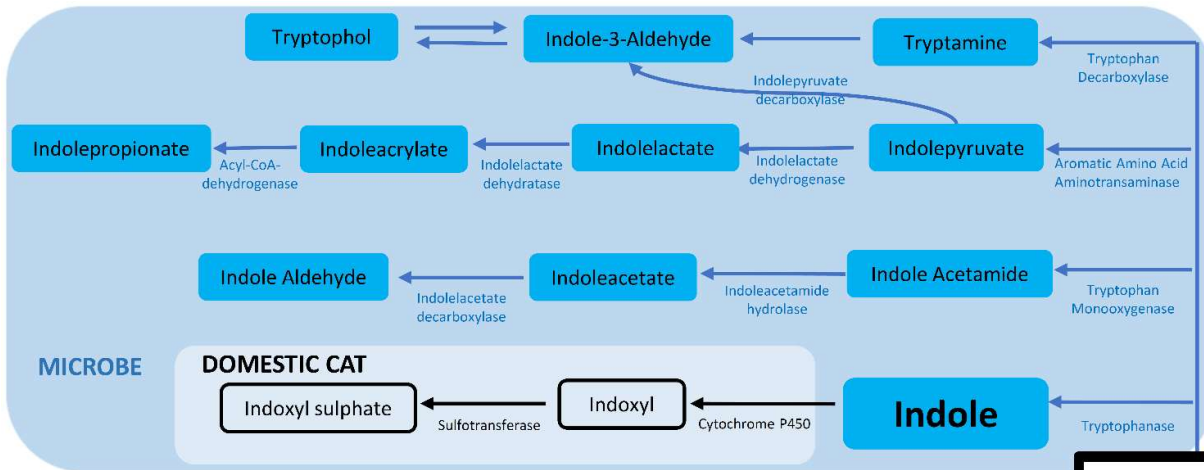 Tryptophol
Indole-3-Aldehyde
Tryptamine
Tryptophan
Decarboxylase
Indolepyruvate
decarboxylase
Indolepropionate
Acyl-CoA-
dehydrogenase
Indoleacrylate
Indolelactate
dehydratase
Indolelactate
Indolelactate
dehydrogenase
Indolepyruvate
Aromatic Amino Acid
Aminotransaminase
Indole Aldehyde
Indolelacetate
decarboxylase
Indoleacetate
Indoleacetamide
hydrolase
Indole Acetamide
Tryptophan
Monooxygenase
MICROBE
DOMESTIC CAT
Indoxyl sulphate
Sulfotransferase
Indoxyl
Cytochrome P450
Indole
Tryptophanase